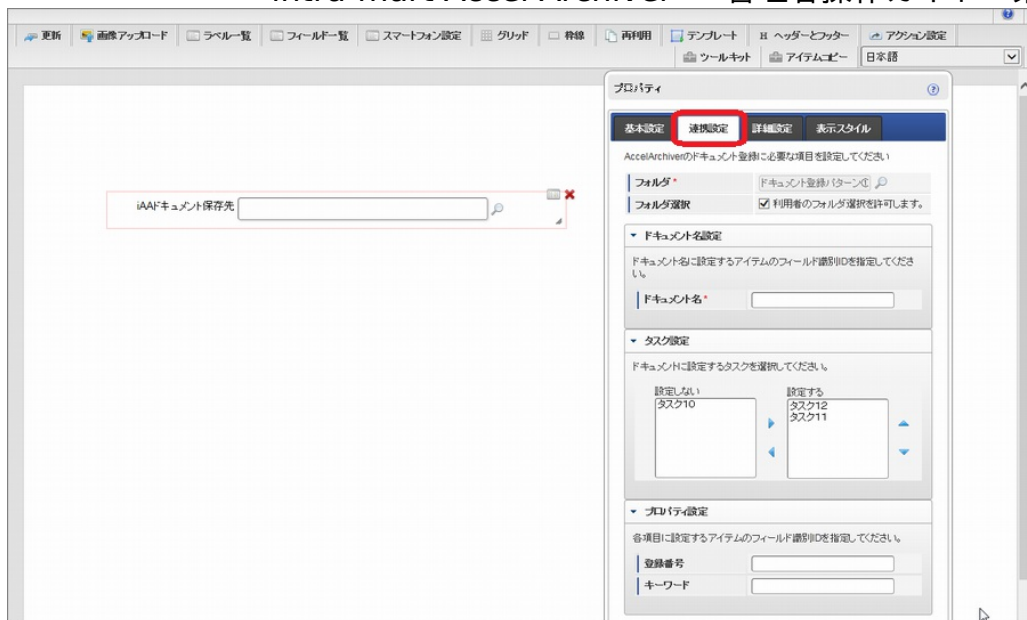 更新 画像アップロード ラベル一覧 フィールド一覧 スマートフォン設定 グリッド 枠線 再利用 テンプレート H ヘッダーとフッター アクション設定
ツールキット アイテムコピー 日本語
プロパティ
基本設定 連携設定 詳細設定 表示スタイル
AccelArchiverのドキュメント登録に必要な項目を設定してください
フォルダ* ドキュメント登録パターン①
フォルダ選択 利用者のフォルダ選択を許可します。
iAAドキュメント保存先
ドキュメント名設定
ドキュメント名に設定するアイテムのフィールド識別IDを指定してくださ
い。
ドキュメント名*
タスク設定
ドキュメントに設定するタスクを選択してください。
設定しない 設定する
タスク10 タスク12
タスク11
プロパティ設定
各項目に設定するアイテムのフィールド識別IDを指定してください。
登録番号
キーワード